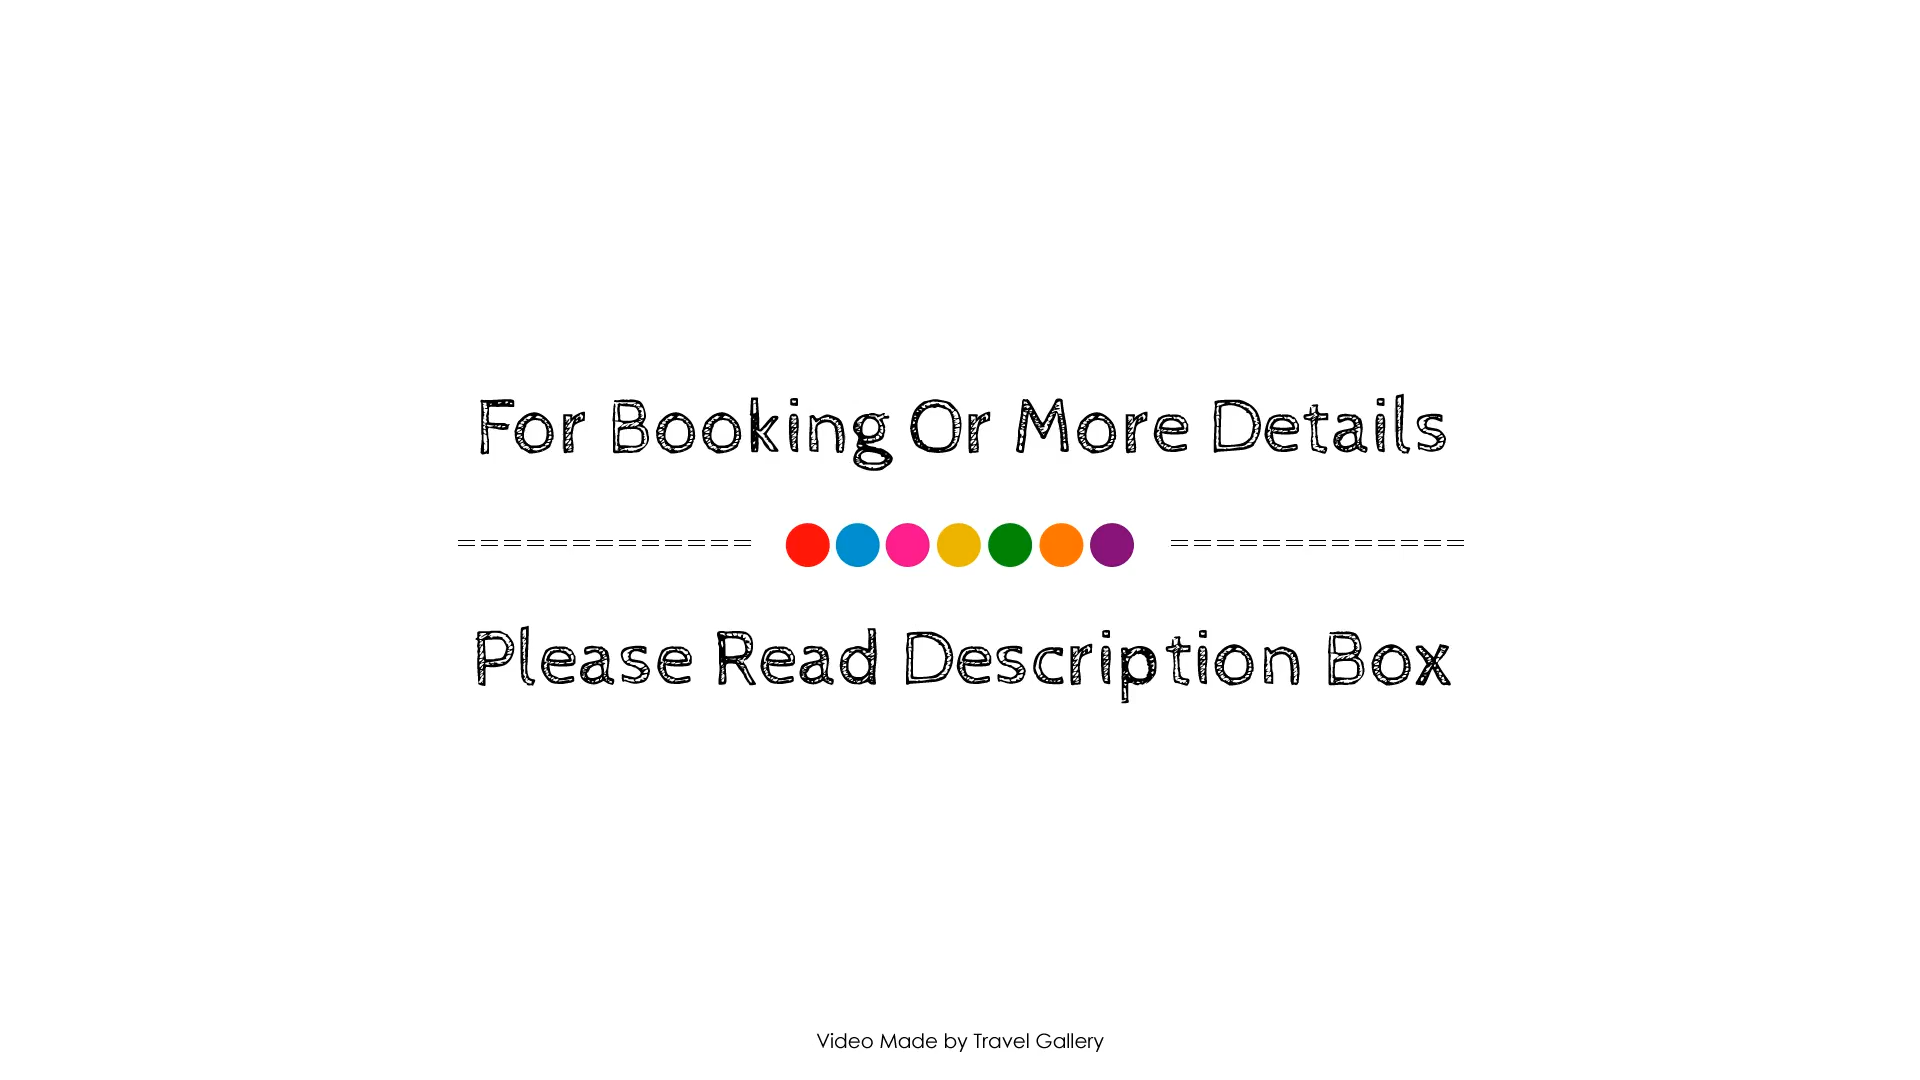 For Booking Or More Details
============= =============
Please Read Description Box
Video Made by Travel Gallery